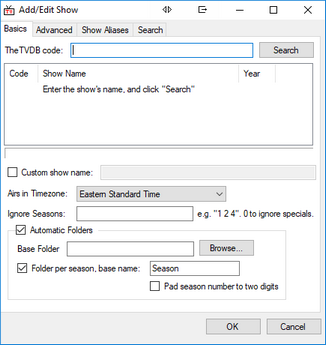 Add/Edit Show
Basics Advanced Show Aliases Search
The TVDB code: Search
Code Show Name Year
Enter the show's name, and click "Search"
Custom show name:
Airs in Timezone: Eastern Standard Time
Ignore Seasons: e.g. "1 2 4". 0 to ignore specials.
Automatic Folders
Base Folder Browse...
Folder per season, base name: Season
Pad season number to two digits
OK Cancel